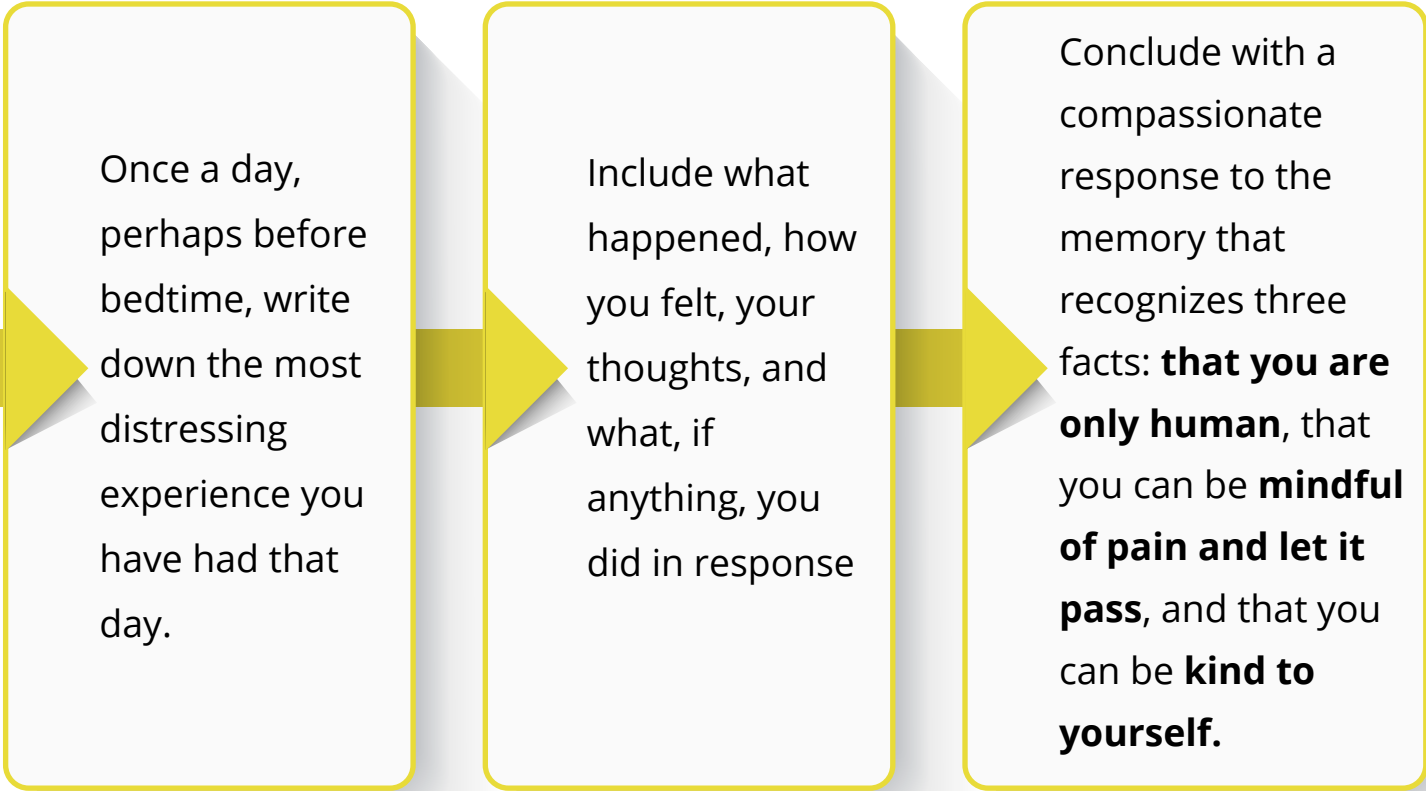 Once a day,
perhaps before
bedtime, write
down the most
distressing
experience you
have had that
day.
Include what
happened, how
you felt, your
thoughts, and
what, if
anything, you
did in response
Conclude with a
compassionate
response to the
memory that
recognizes three
facts: that you are
only human, that
you can be mindful
of pain and let it
pass, and that you
can be kind to
yourself.